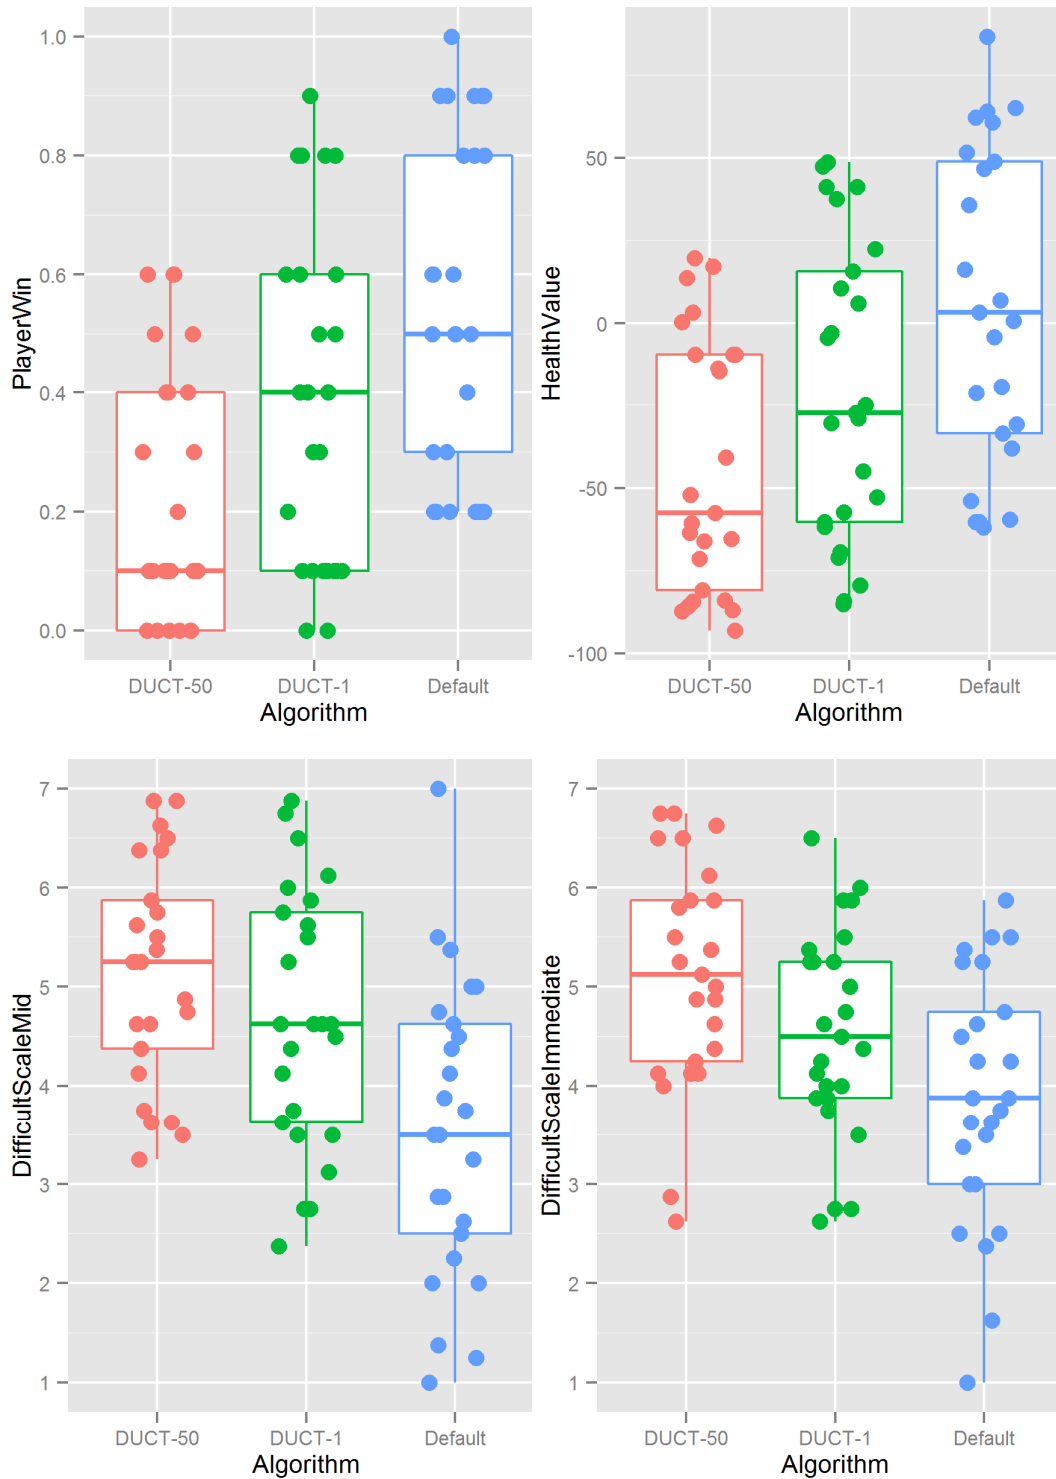 PlayerWin
1.0
0.8
0.6
0.4
0.2
0.0
DUCT-50 DUCT-1 Default
Algorithm
HealthValue
50
0
-50
-100
DUCT-50 DUCT-1 Default
Algorithm
DifficultScaleMid
7
6
5
4
3
2
1
DUCT-50 DUCT-1 Default
Algorithm
DifficultScaleImmediate
7
6
5
4
3
2
1
DUCT-50 DUCT-1 Default
Algorithm